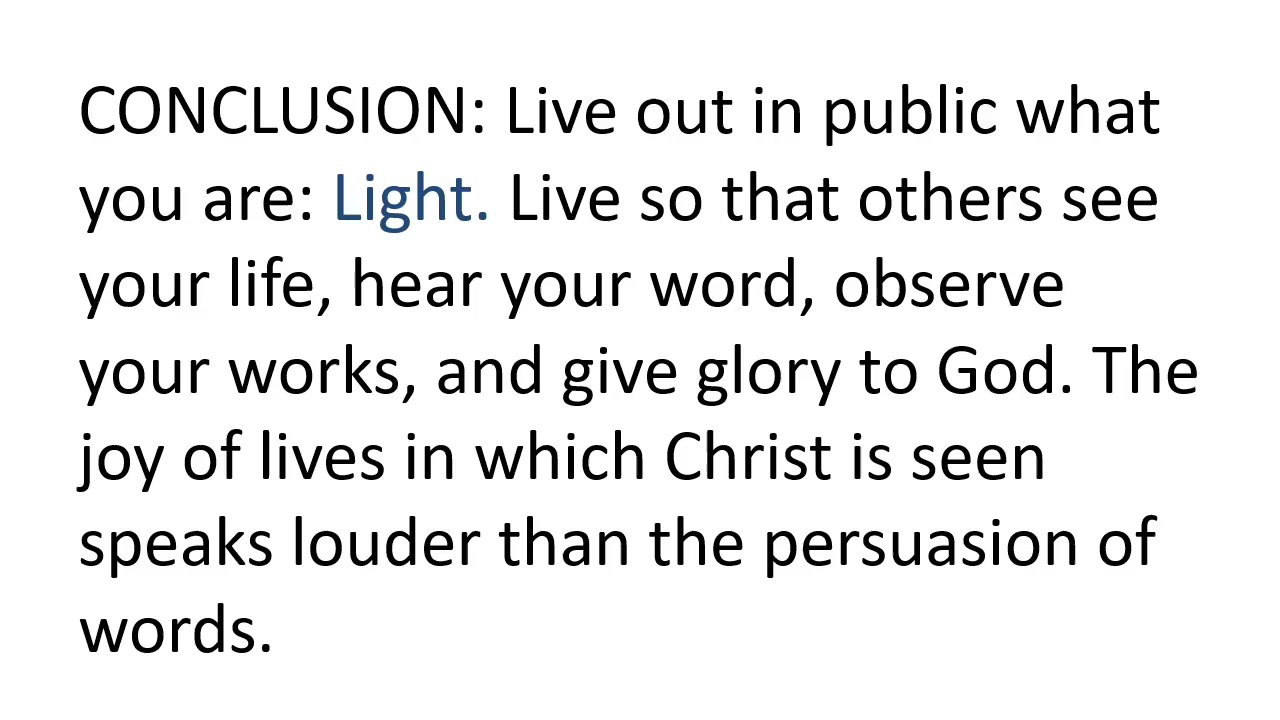 CONCLUSION: Live out in public what
you are: Light. Live so that others see
your life, hear your word, observe
your works, and give glory to God. The
joy of lives in which Christ is seen
speaks louder than the persuasion of
words.